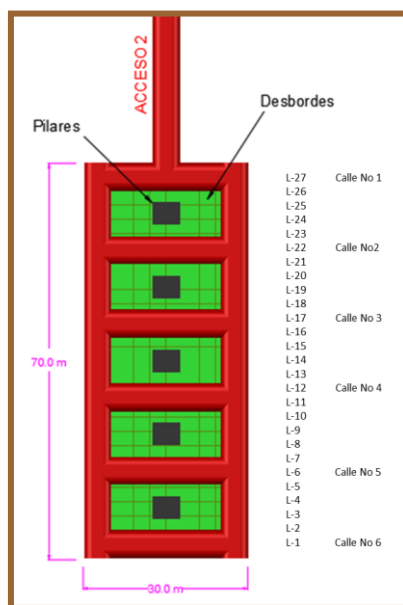 ACCESO 2
Desbordes
Pilares
L-27 Calle No 1
L-26
L-25
L-24
L-23
L-22 Calle No2
L-21
L-20
L-19
L-18
L-17 Calle No 3
L-16
L-15
L-14
L-13
L-12 Calle No 4
L-11
L-10
L-9
L-8
L-7
L-6 Calle No 5
L-5
L-4
L-3
L-2
L-1 Calle No 6
70.0 m
30.0 m